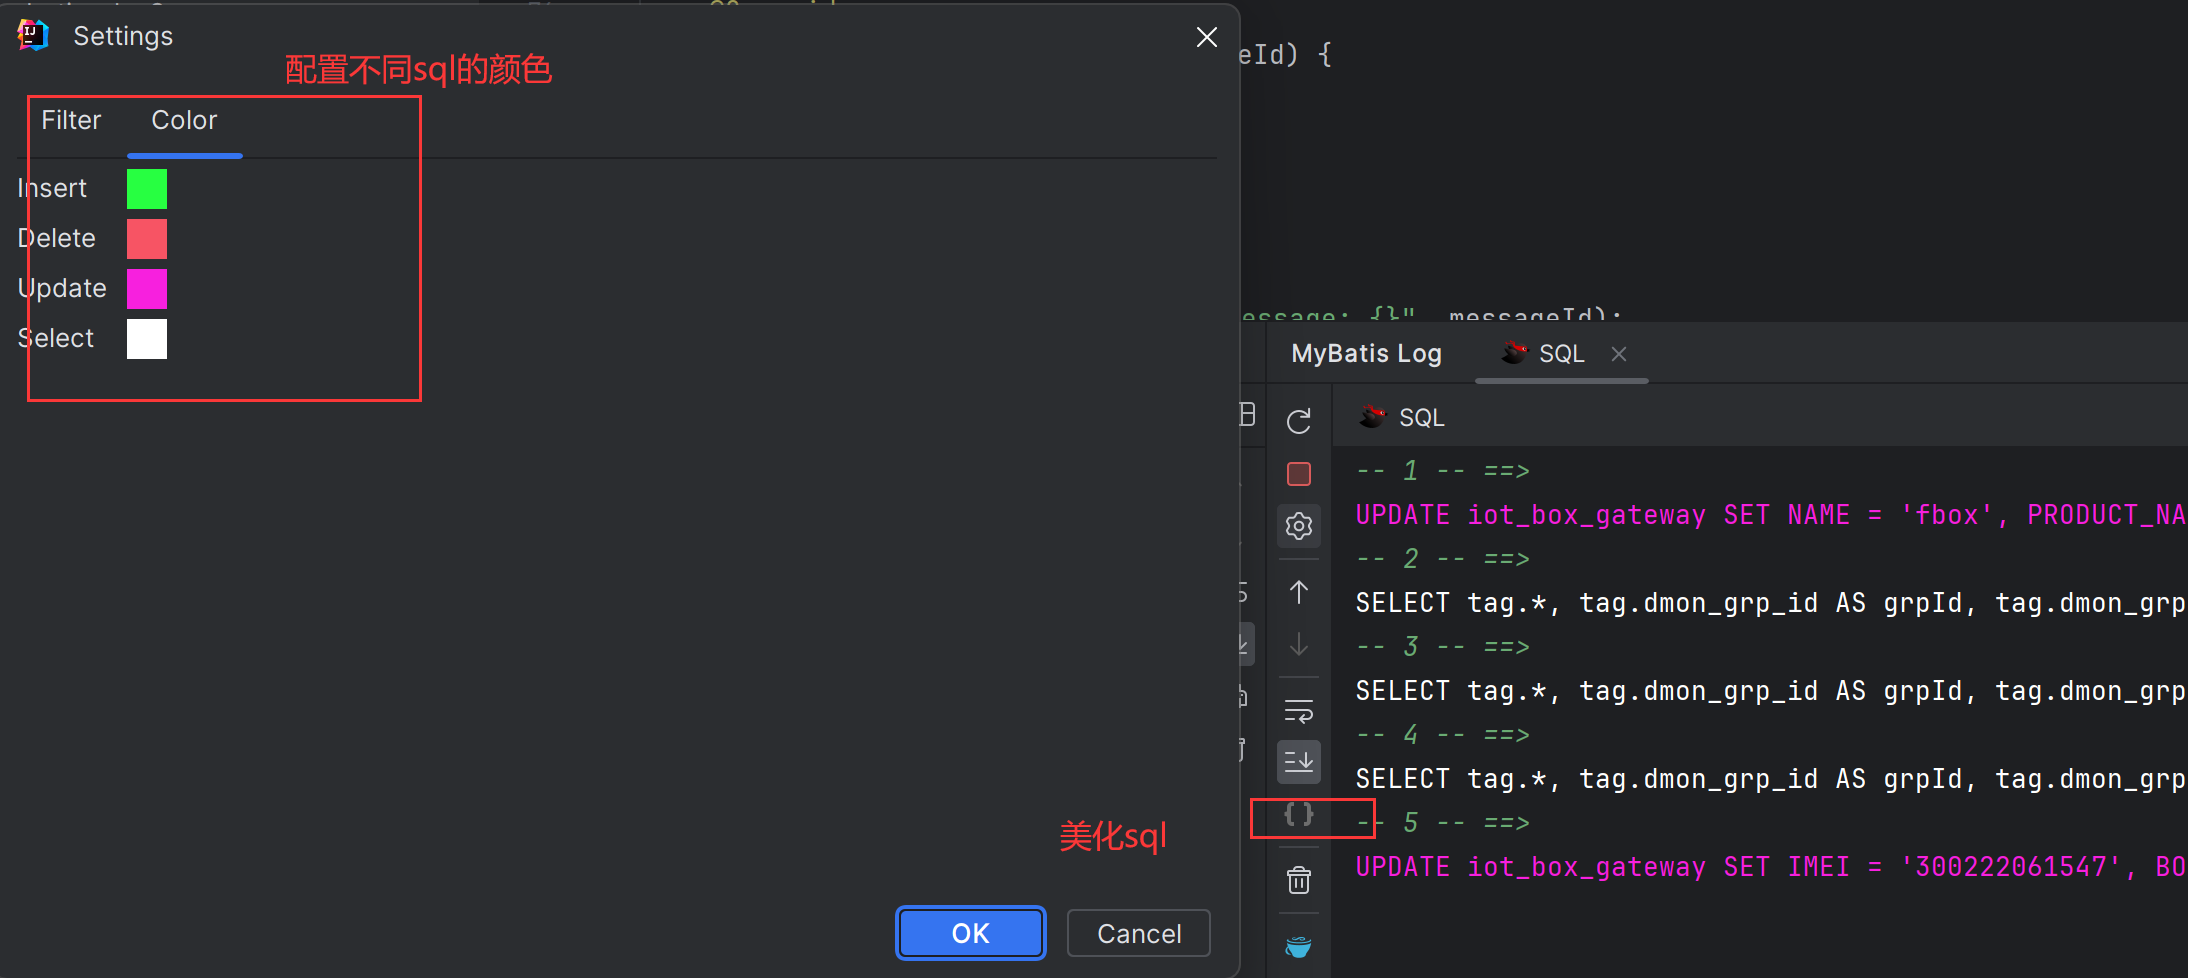 Settings
配置不同sql的颜色
Filter
Color
Insert
Delete
Update
Select
美化sql
OK
Cancel
eId) {
essage: {}" messageId);
MyBatis Log
SQL
SQL
-- 1 -- ==>
UPDATE iot_box_gateway SET NAME = 'fbox', PRODUCT_NA
-- 2 -- ==>
SELECT tag.*, tag.dmon_grp_id AS grpId, tag.dmon_grp
-- 3 -- ==>
SELECT tag.*, tag.dmon_grp_id AS grpId, tag.dmon_grp
-- 4 -- ==>
SELECT tag.*, tag.dmon_grp_id AS grpId, tag.dmon_grp
-- 5 -- ==>
UPDATE iot_box_gateway SET IMEI = '300222061547', BO